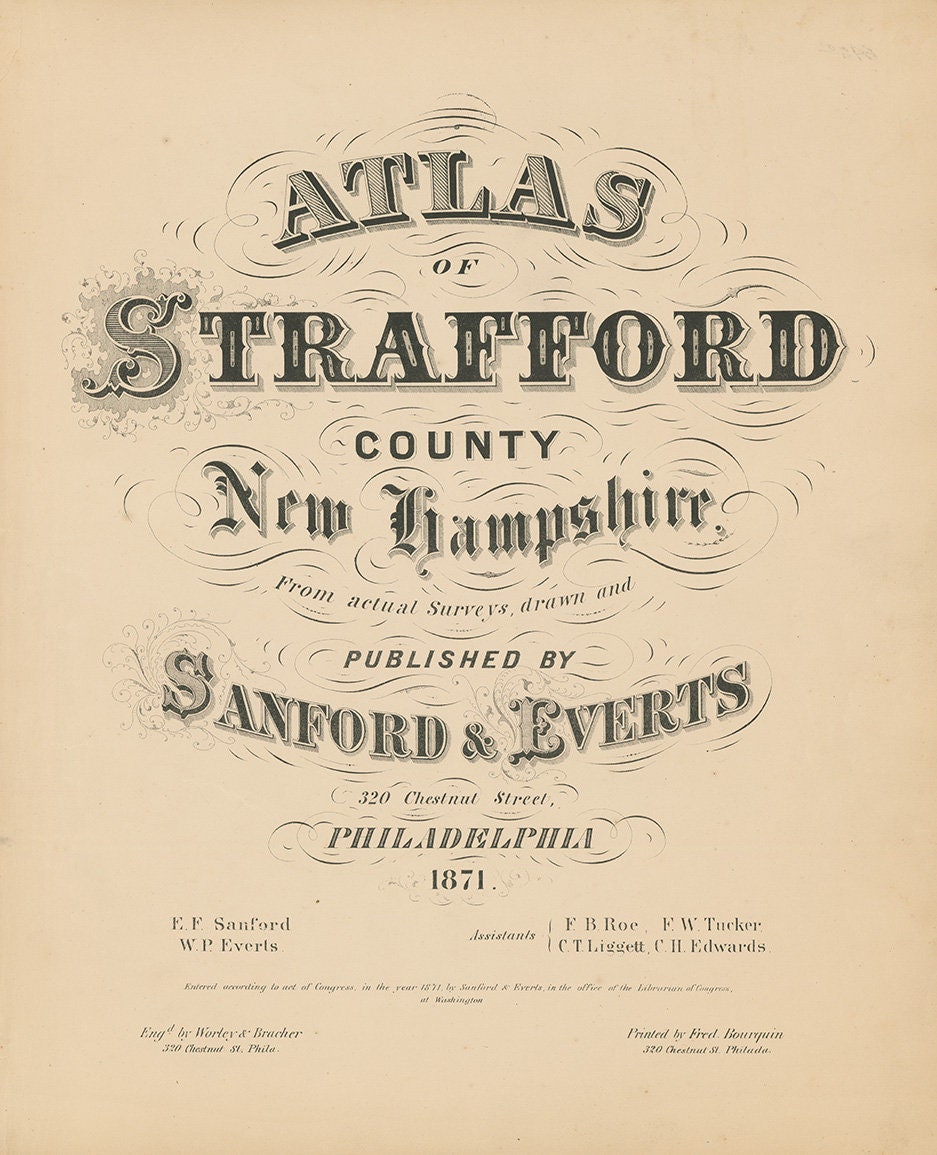 ATLAS
OF
STRAFFORD
COUNTY
New Hampshire,
From actual Surveys, drawn and
PUBLISHED BY
SANFORD & EVERTS
320 Chestnut Street,
PHILADELPHIA
1871.
E. F. Sanford
W. P. Everts.
Assistants
F. B. Roe, F. W. Tucker,
C. T. Liggett, C. H. Edwards.
Entered according to act of Congress, in the year 1871, by Sanford & Everts, in the office of the Librarian of Congress,
at Washington
Engd by Worley & Bracher
320 Chestnut St. Phila.
Printed by Fred. Bourquin
320 Chestnut St. Philada.